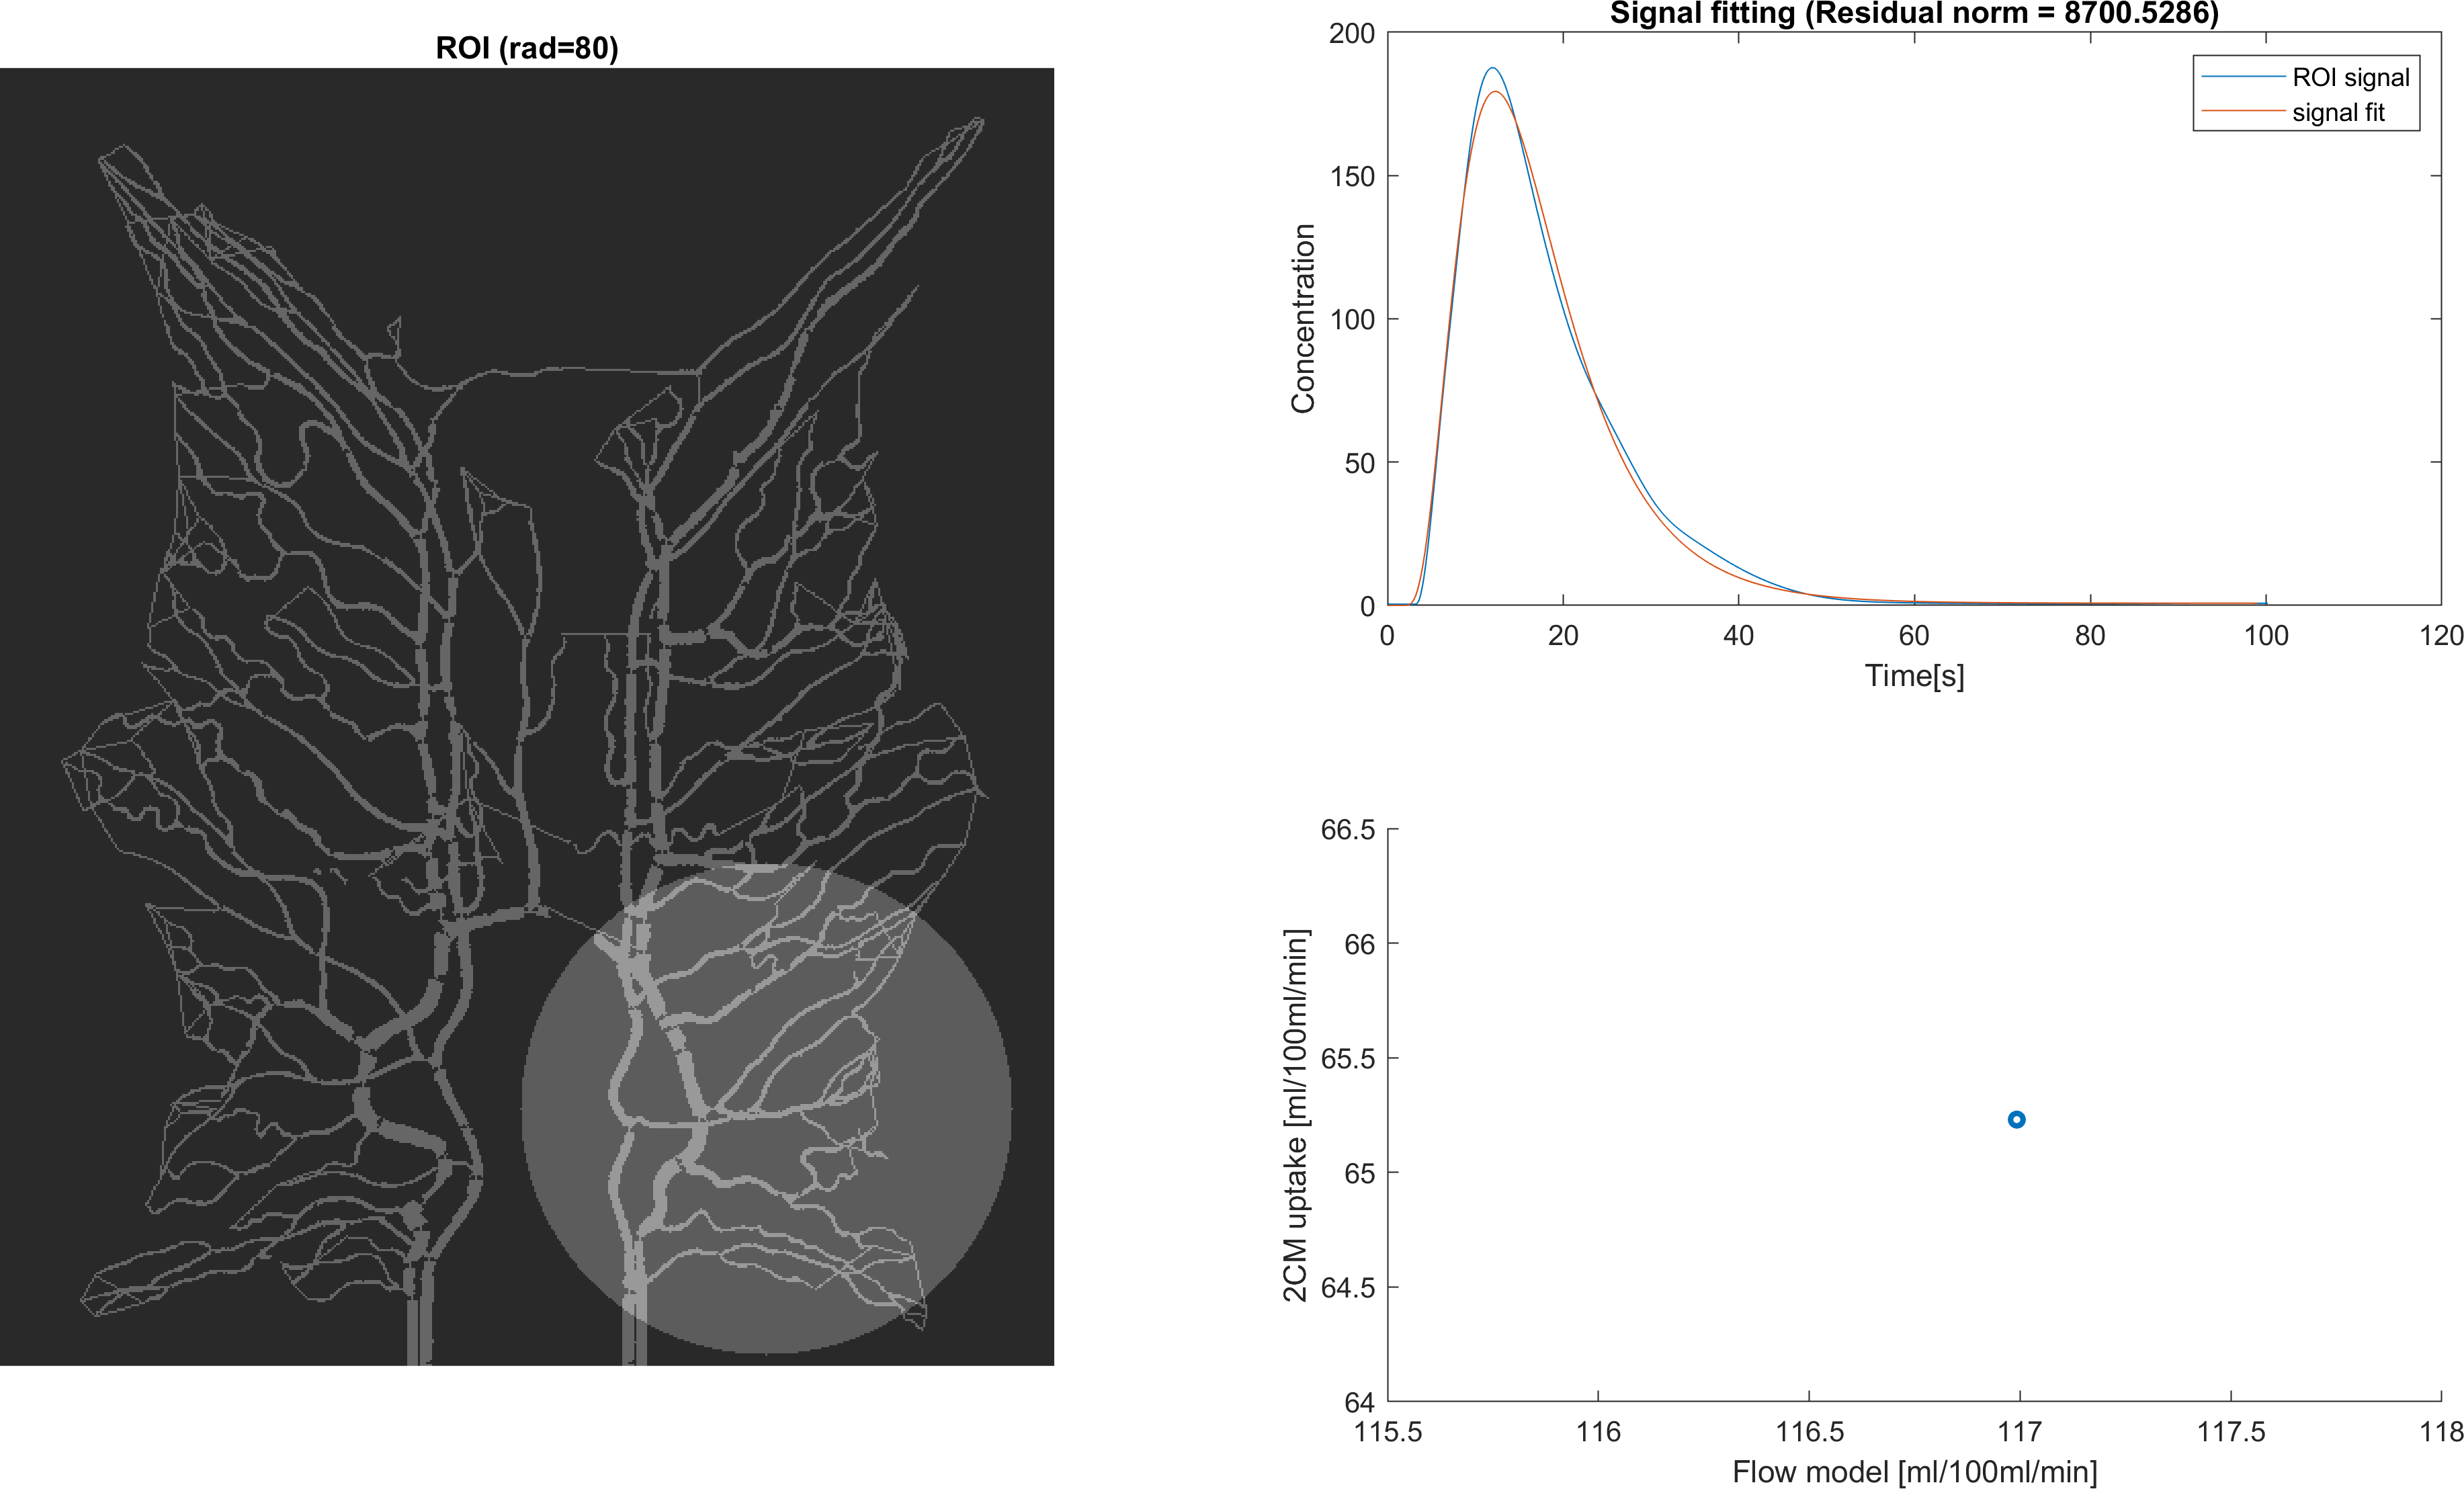 ROI (rad=80)
Signal fitting (Residual norm = 8700.5286)
200
150
100
50
0
Concentration
ROI signal
signal fit
0 20 40 60 80 100 120
Time[s]
66.5
66
65.5
65
64.5
64
2CM uptake [ml/100ml/min]
115.5 116 116.5 117 117.5 118
Flow model [ml/100ml/min]